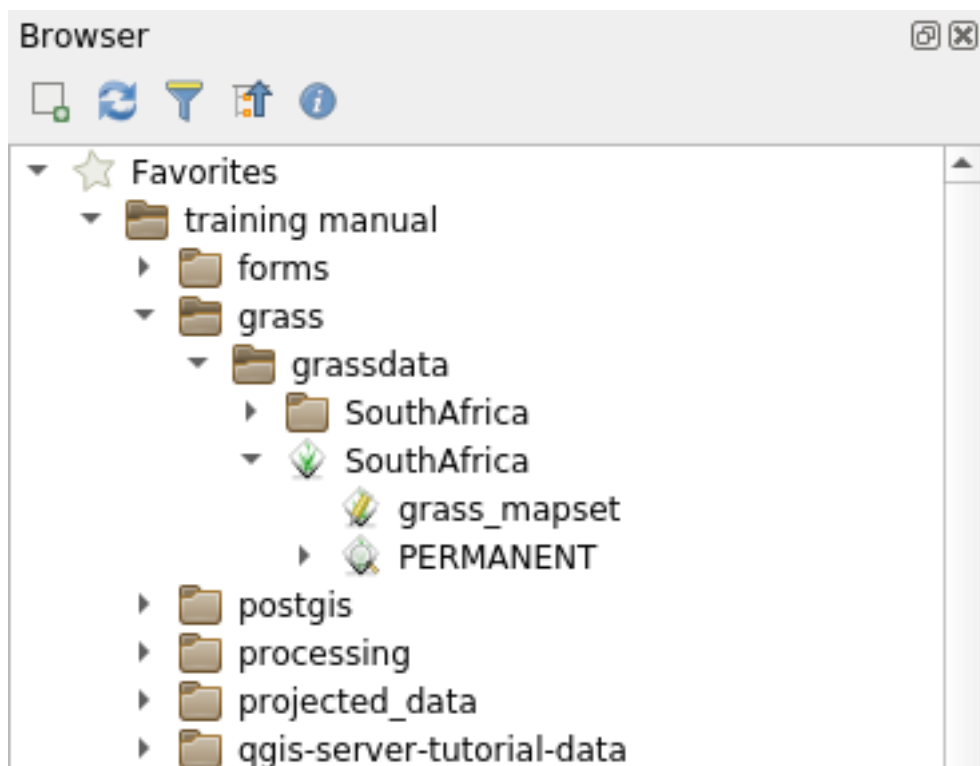 Browser
Favorites
training manual
forms
grass
grassdata
SouthAfrica
SouthAfrica
grass_mapset
PERMANENT
postgis
processing
projected_data
qgis-server-tutorial-data